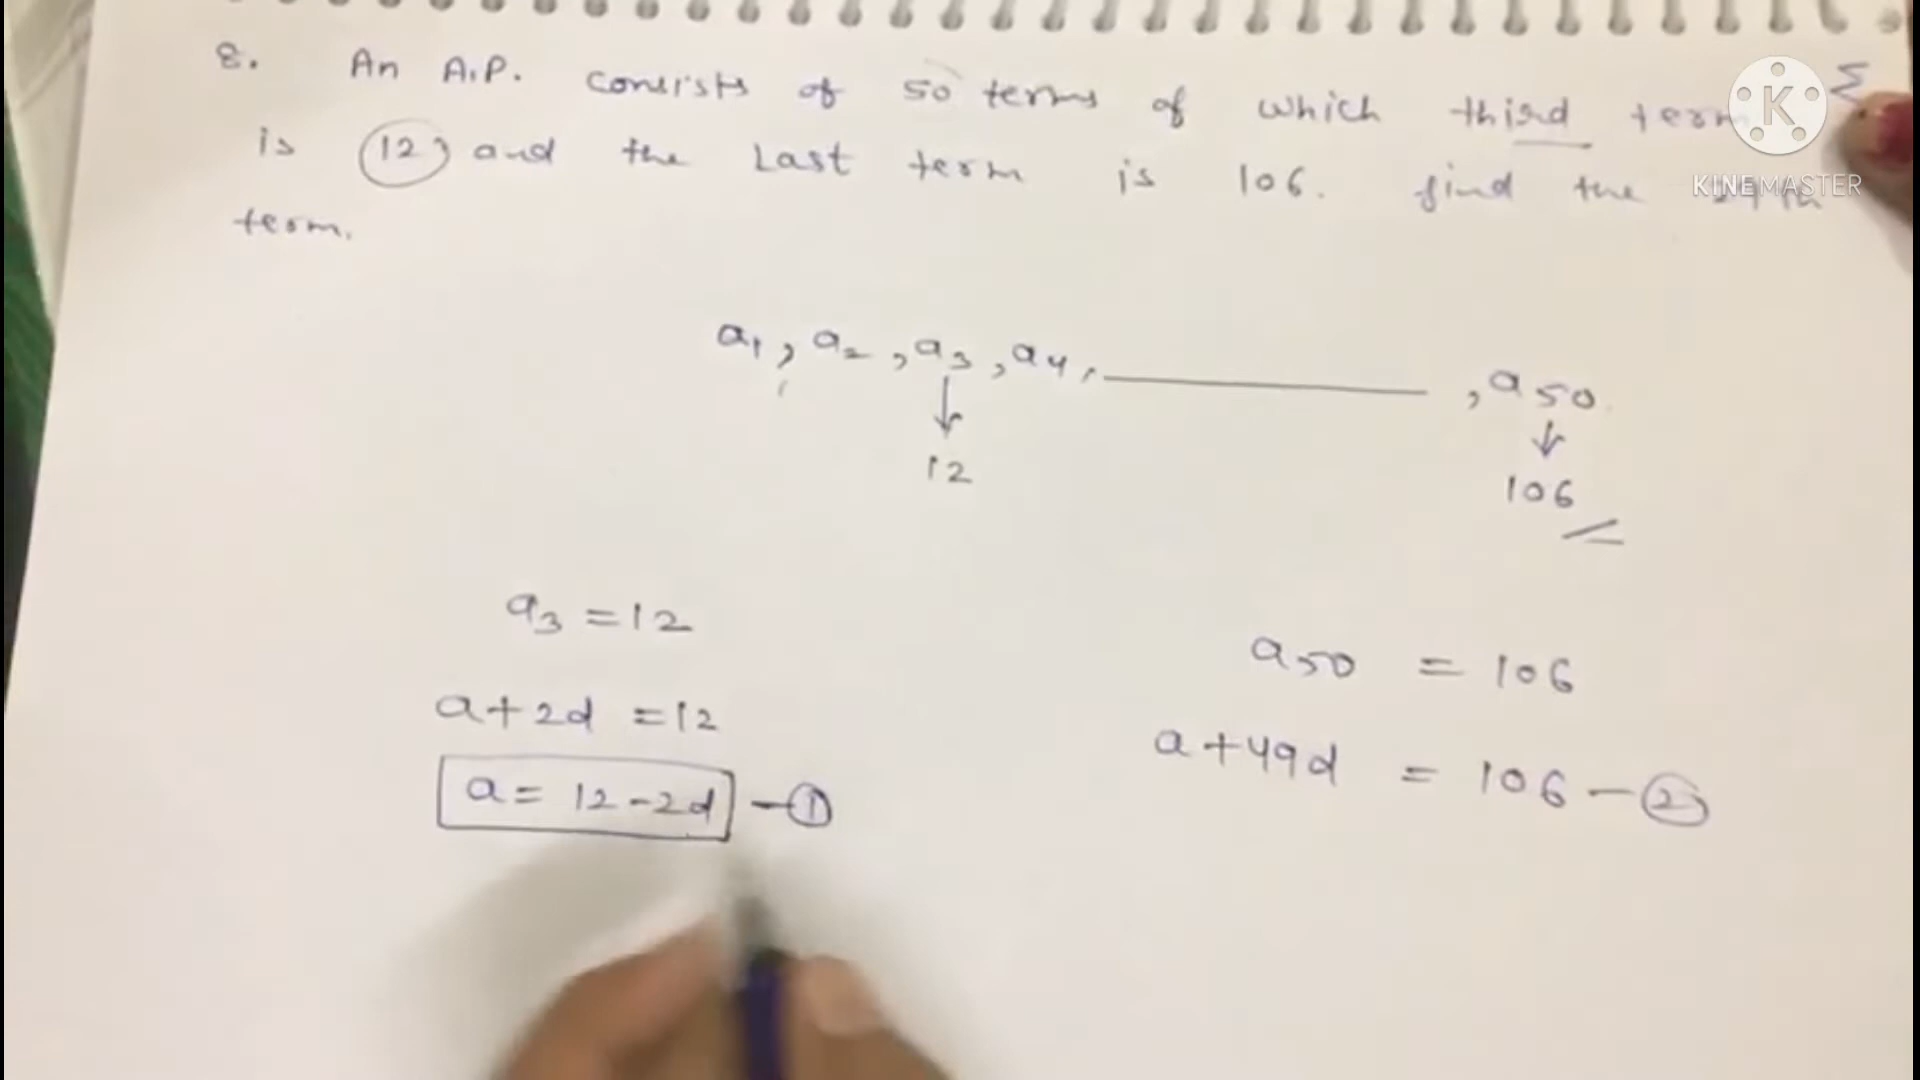 8. An A.P. consists of 50 terms of which third
is 12 and the Last term is 106. find the
term.
a1, a2, a3, a4, , a50
12
106
a3 = 12
a50 = 106
a+2d = 12
a+49d = 106 - 2
a = 12-2d - 1
K
KINEMASTER